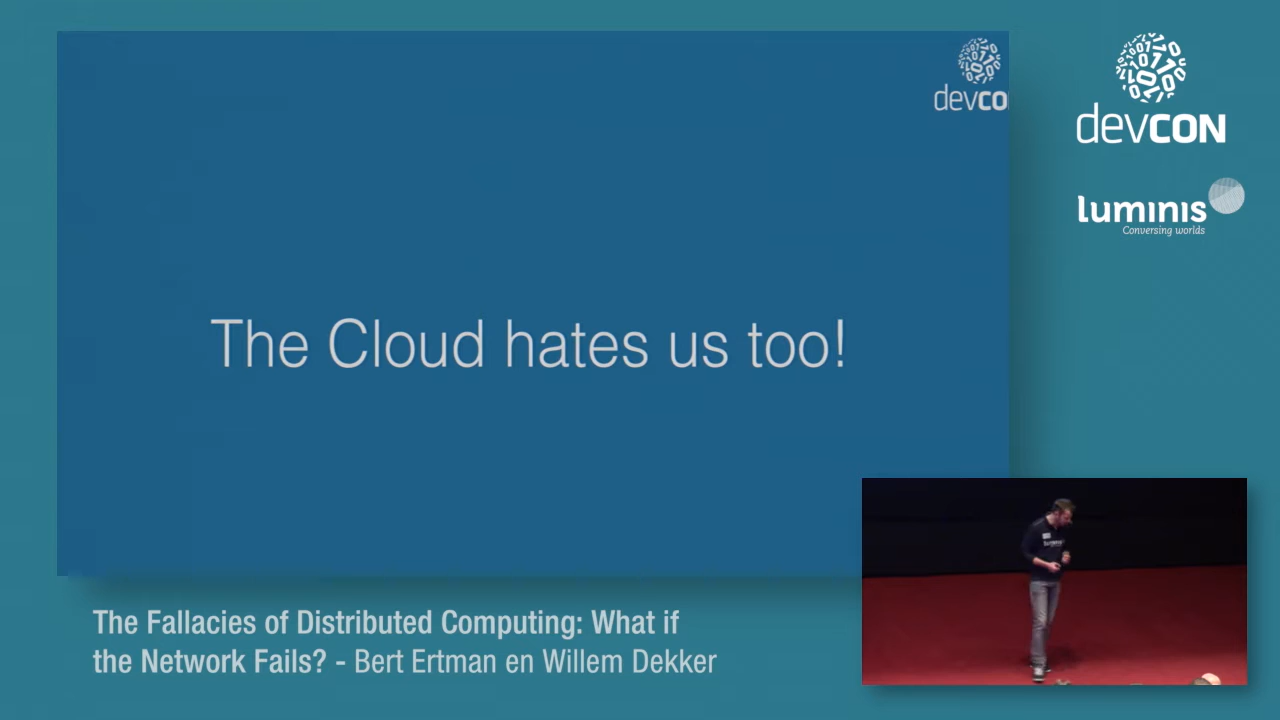 devco
The Cloud hates us too!
devCON
luminis
Conversing worlds
The Fallacies of Distributed Computing: What if
the Network Fails? - Bert Ertman en Willem Dekker